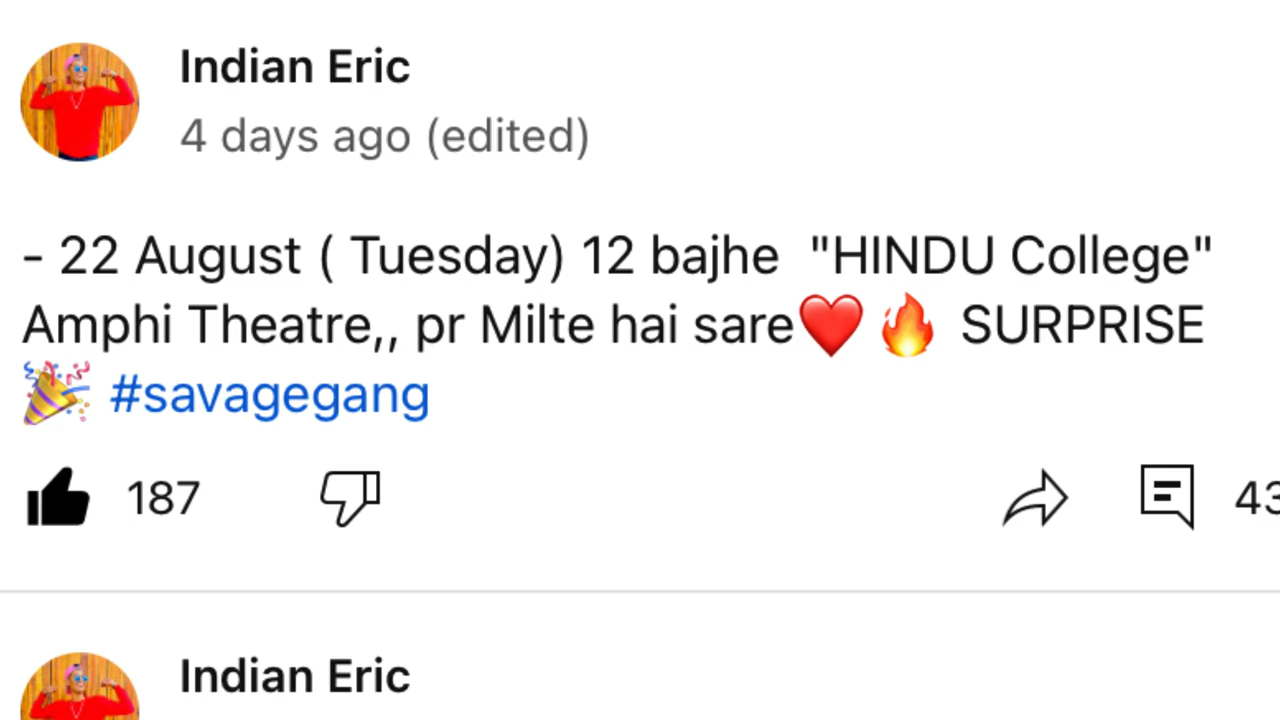 Indian Eric
4 days ago (edited)
- 22 August ( Tuesday) 12 bajhe "HINDU College"
Amphi Theatre,, pr Milte hai sare❤️🔥 SURPRISE
🎉 #savagegang
187
43
Indian Eric